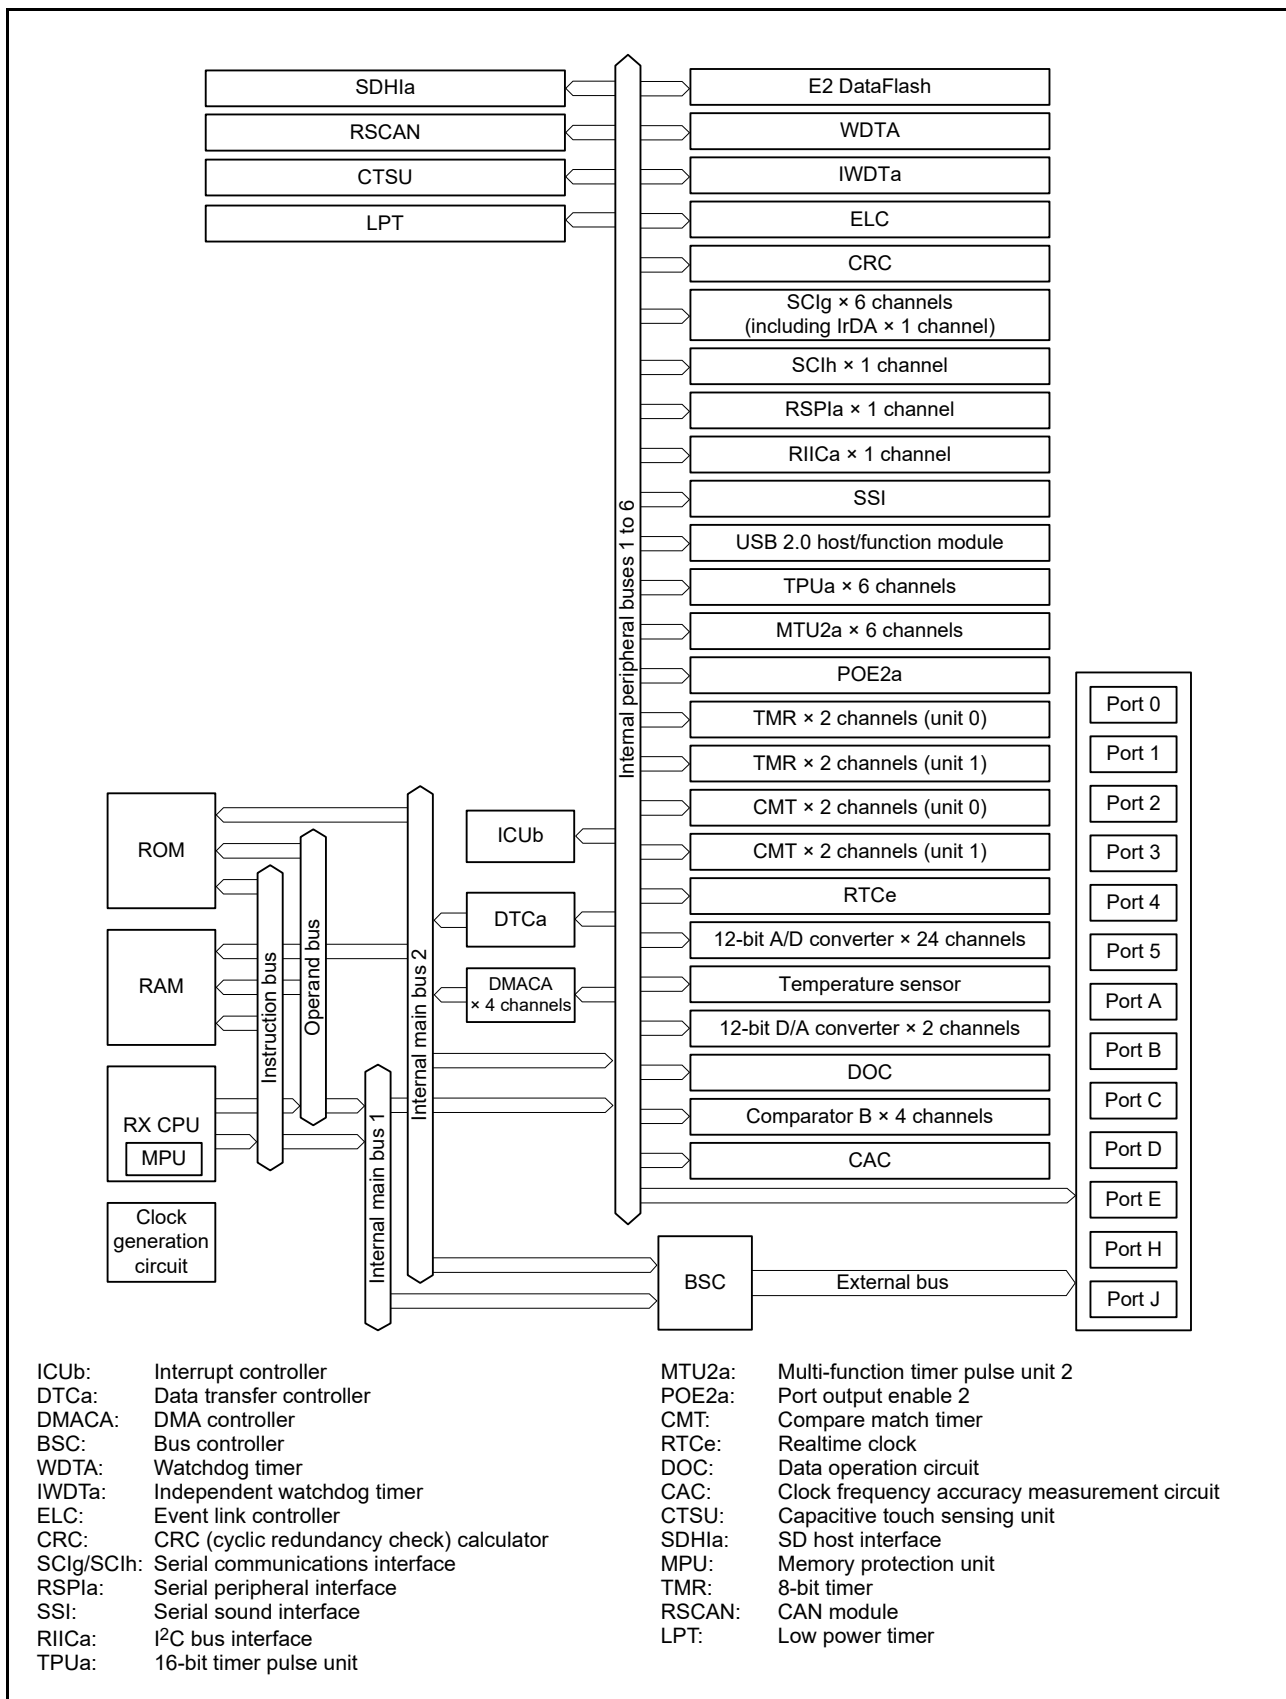 SDHIa
RSCAN
CTSU
LPT
E2 DataFlash
WDTA
IWDTa
ELC
CRC
SCIg × 6 channels
(including IrDA × 1 channel)
SCIh × 1 channel
RSPIa × 1 channel
RIICa × 1 channel
SSI
USB 2.0 host/function module
TPUa × 6 channels
MTU2a × 6 channels
POE2a
TMR × 2 channels (unit 0)
TMR × 2 channels (unit 1)
CMT × 2 channels (unit 0)
CMT × 2 channels (unit 1)
RTCe
12-bit A/D converter × 24 channels
Temperature sensor
12-bit D/A converter × 2 channels
DOC
Comparator B × 4 channels
CAC
Internal peripheral buses 1 to 6
Port 0
Port 1
Port 2
Port 3
Port 4
Port 5
Port A
Port B
Port C
Port D
Port E
Port H
Port J
ROM
RAM
RX CPU
MPU
Clock
generation
circuit
Instruction bus
Operand bus
Internal main bus 1
Internal main bus 2
ICUb
DTCa
DMACA
× 4 channels
BSC
External bus
ICUb: Interrupt controller
DTCa: Data transfer controller
DMACA: DMA controller
BSC: Bus controller
WDTA: Watchdog timer
IWDTa: Independent watchdog timer
ELC: Event link controller
CRC: CRC (cyclic redundancy check) calculator
SCIg/SCIh: Serial communications interface
RSPIa: Serial peripheral interface
SSI: Serial sound interface
RIICa: I²C bus interface
TPUa: 16-bit timer pulse unit
MTU2a: Multi-function timer pulse unit 2
POE2a: Port output enable 2
CMT: Compare match timer
RTCe: Realtime clock
DOC: Data operation circuit
CAC: Clock frequency accuracy measurement circuit
CTSU: Capacitive touch sensing unit
SDHIa: SD host interface
MPU: Memory protection unit
TMR: 8-bit timer
RSCAN: CAN module
LPT: Low power timer